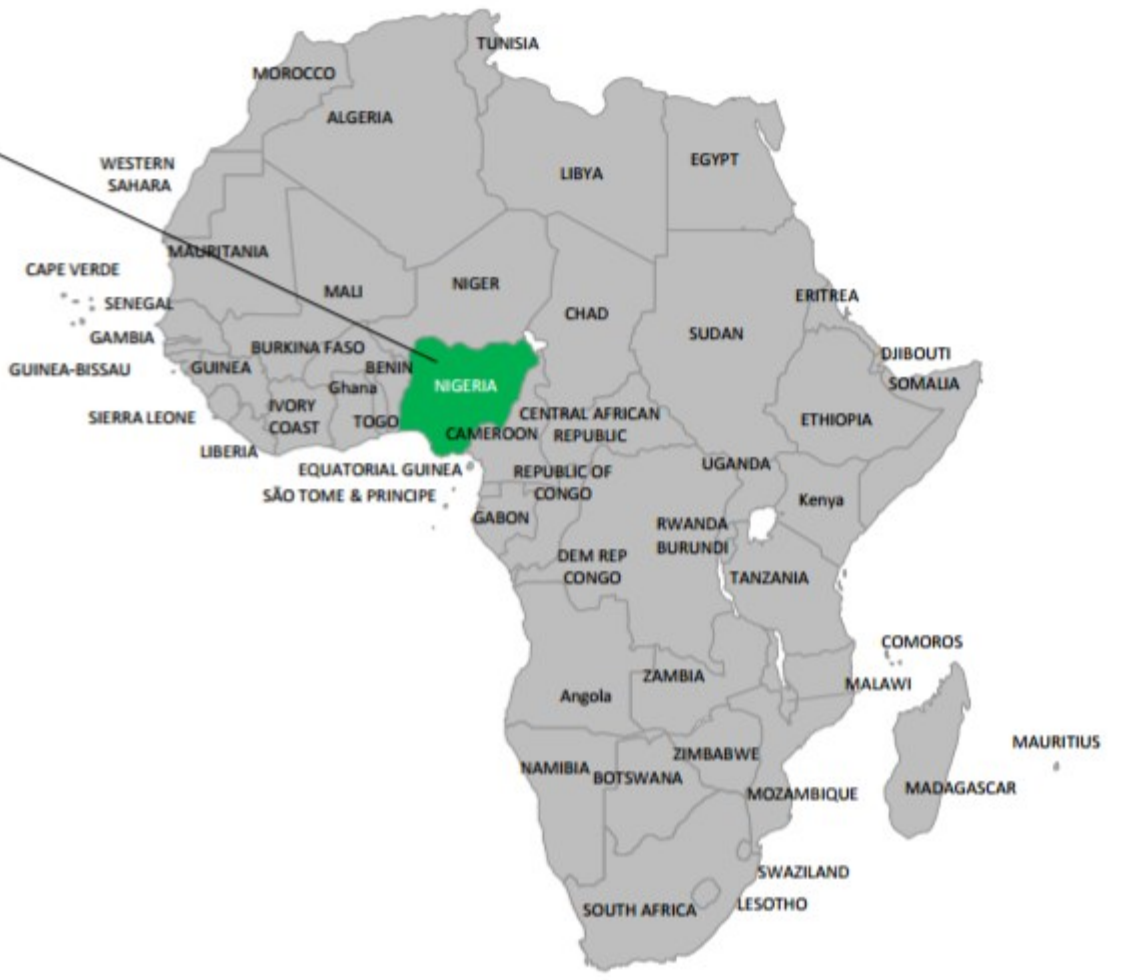 TUNISIA
MOROCCO
ALGERIA
LIBYA
EGYPT
WESTERN
SAHARA
MAURITANIA
CAPE VERDE
SENEGAL
MALI
NIGER
CHAD
SUDAN
ERITREA
GAMBIA
BURKINA FASO
DJIBOUTI
GUINEA-BISSAU
GUINEA
BENIN
NIGERIA
SOMALIA
Ghana
SIERRA LEONE
IVORY
COAST
TOGO
CAMEROON
CENTRAL AFRICAN
REPUBLIC
ETHIOPIA
LIBERIA
EQUATORIAL GUINEA
REPUBLIC OF
CONGO
UGANDA
SÃO TOME & PRINCIPE
Kenya
GABON
RWANDA
BURUNDI
DEM REP
CONGO
TANZANIA
COMOROS
ZAMBIA
MALAWI
Angola
MAURITIUS
ZIMBABWE
NAMIBIA
BOTSWANA
MOZAMBIQUE
MADAGASCAR
SWAZILAND
LESOTHO
SOUTH AFRICA